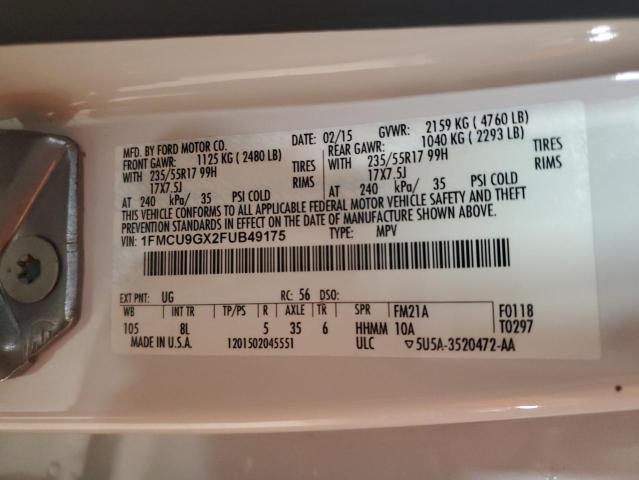 MFD. BY FORD MOTOR CO. DATE: 02/15 GVWR: 2159 KG ( 4760 LB)
FRONT GAWR: 1125 KG ( 2480 LB) REAR GAWR: 1040 KG ( 2293 LB)
WITH 235/55R17 99H TIRES WITH 235/55R17 99H TIRES
17X7.5J RIMS 17X7.5J RIMS
AT 240 kPa/ 35 PSI COLD AT 240 kPa/ 35 PSI COLD
THIS VEHICLE CONFORMS TO ALL APPLICABLE FEDERAL MOTOR VEHICLE SAFETY AND THEFT
PREVENTION STANDARDS IN EFFECT ON THE DATE OF MANUFACTURE SHOWN ABOVE.
VIN: 1FMCU9GX2FUB49175 TYPE: MPV
EXT PNT: UG RC: 56 DSO:
WB INT TR TP/PS R AXLE TR SPR FM21A F0118
105 8L 5 35 6 HHMM 10A T0297
MADE IN U.S.A. 1201502045551 ULC ▽5U5A-3520472-AA